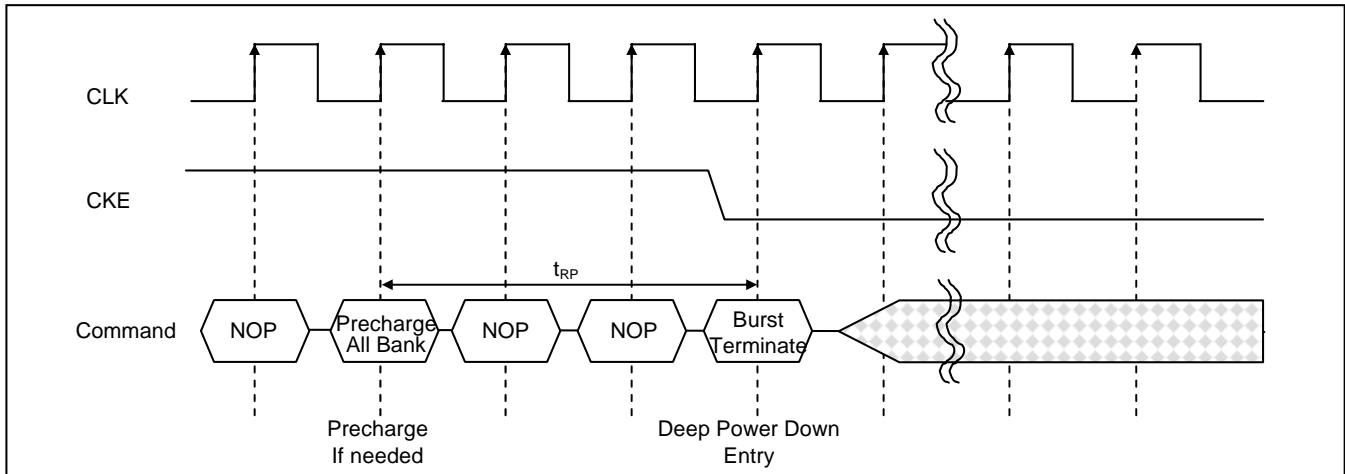 CLK
CKE
tRP
Command
NOP
Precharge
All Bank
NOP
NOP
Burst
Terminate
Precharge
If needed
Deep Power Down
Entry